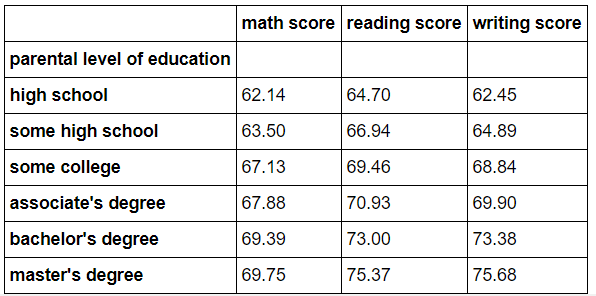 math score reading score writing score
parental level of education
high school 62.14 64.70 62.45
some high school 63.50 66.94 64.89
some college 67.13 69.46 68.84
associate's degree 67.88 70.93 69.90
bachelor's degree 69.39 73.00 73.38
master's degree 69.75 75.37 75.68